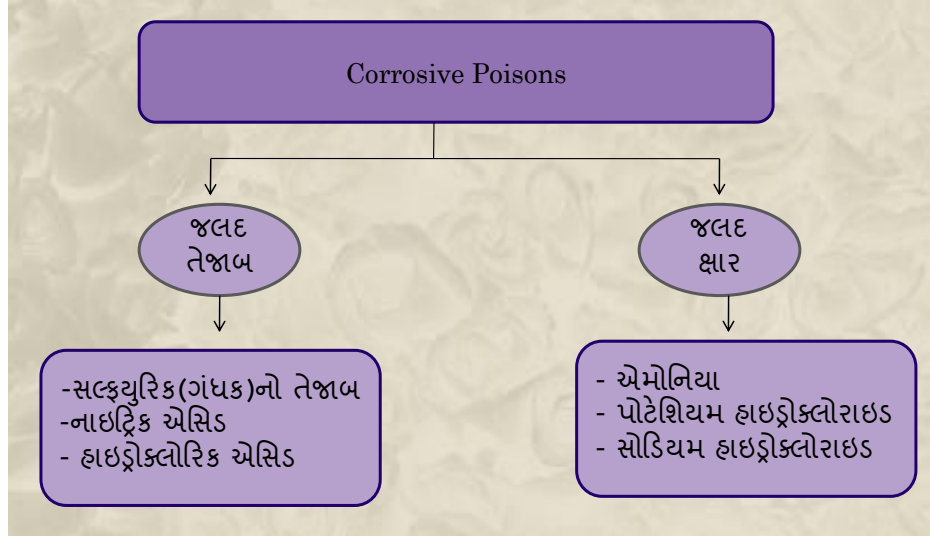 Corrosive Poisons
જલદ
તેજાબ
જલદ
ક્ષાર
-સલ્ફયુરિક(ગંધક)નો તેજાબ
-નાઇટ્રિક એસિડ
- હાઇડ્રોક્લોરિક એસિડ
- એમોનિયા
- પોટેશિયમ હાઇડ્રોક્લોરાઇડ
- સોડિયમ હાઇડ્રોક્લોરાઇડ